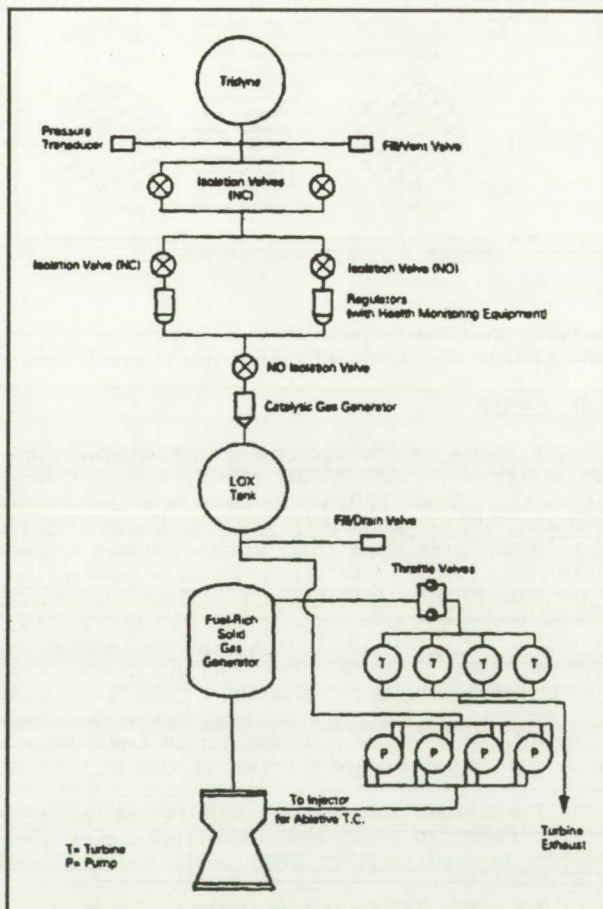 Tridyne
Pressure
Transducer
Fill/Vent Valve
Isolation Valves
(NC)
Isolation Valve (NC)
Isolation Valve (NO)
Regulators
(with Health Monitoring Equipment)
NO Isolation Valve
Catalytic Gas Generator
LOX
Tank
Fill/Drain Valve
Throttle Valves
Fuel-Rich
Solid
Gas
Generator
T T T T
P P P P
To Injector
for Ablative T.C.
Turbine
Exhaust
T= Turbine
P= Pump